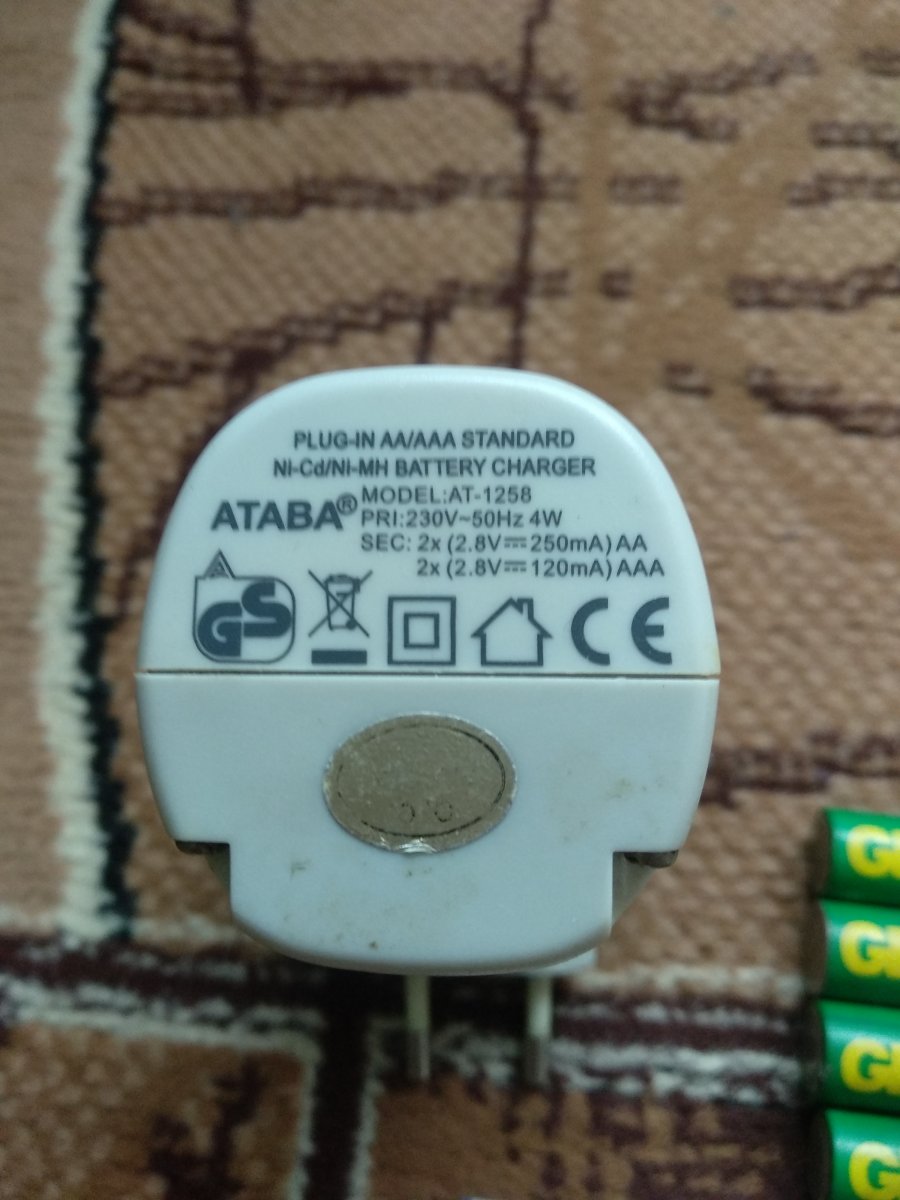 PLUG-IN AA/AAA STANDARD
Ni-Cd/Ni-MH BATTERY CHARGER
ATABA® MODEL:AT-1258
PRI:230V~50Hz 4W
SEC: 2x (2.8V⎓250mA) AA
2x (2.8V⎓120mA) AAA
GS
CE
G
G
G
G